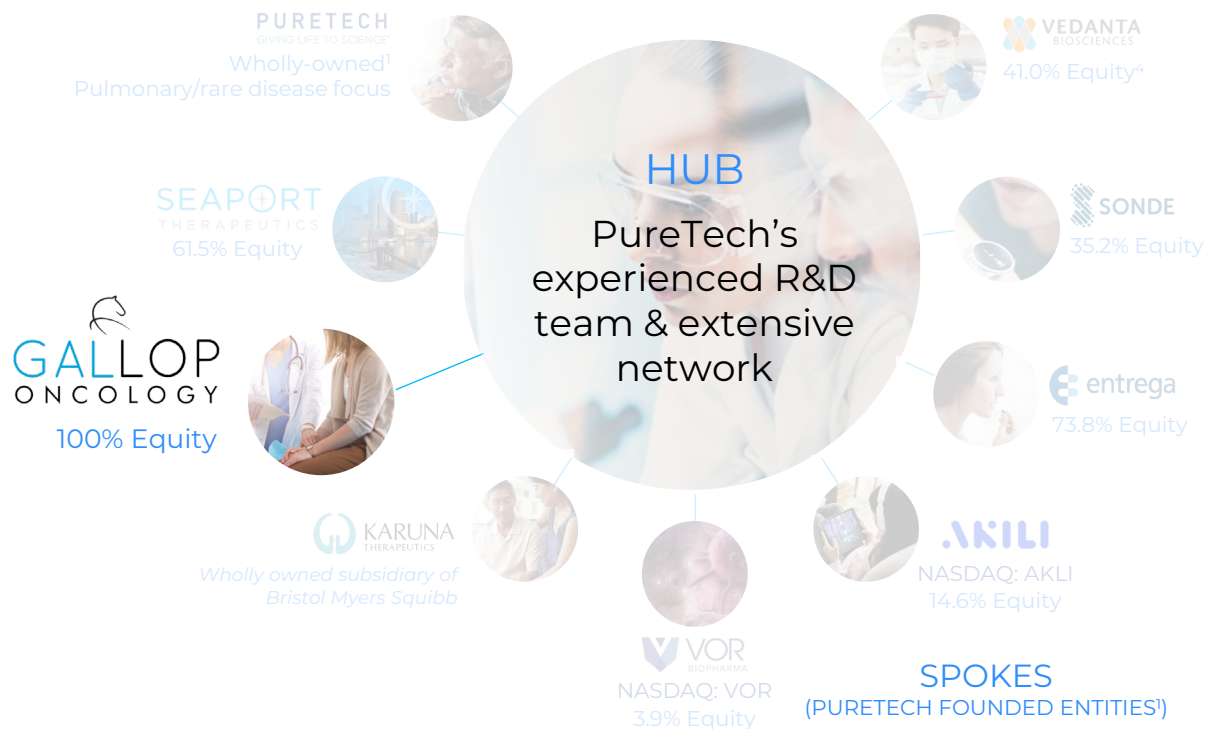 PURETECH
GIVING LIFE TO SCIENCE®
Wholly-owned¹
Pulmonary/rare disease focus
VEDANTA
BIOSCIENCES
41.0% Equity⁴
HUB
PureTech’s
experienced R&D
team & extensive
network
SEAPORT
THERAPEUTICS
61.5% Equity
SONDE
35.2% Equity
GALLOP
ONCOLOGY
100% Equity
entrega
73.8% Equity
KARUNA
THERAPEUTICS
Wholly owned subsidiary of
Bristol Myers Squibb
AKILI
NASDAQ: AKLI
14.6% Equity
VOR
BIOPHARMA
NASDAQ: VOR
3.9% Equity
SPOKES
(PURETECH FOUNDED ENTITIES¹)